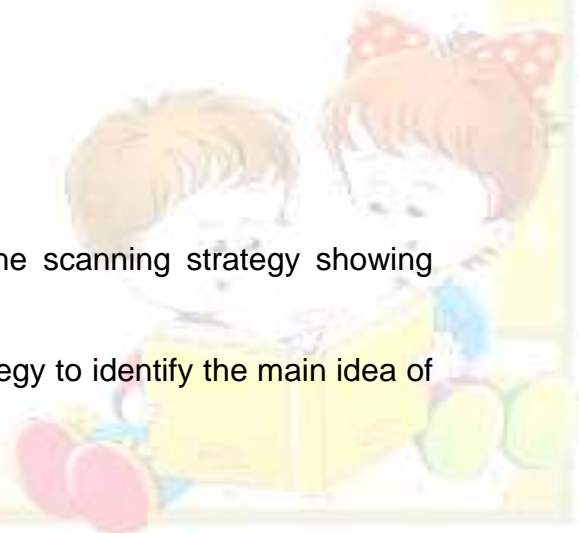 he scanning strategy showing
egy to identify the main idea of